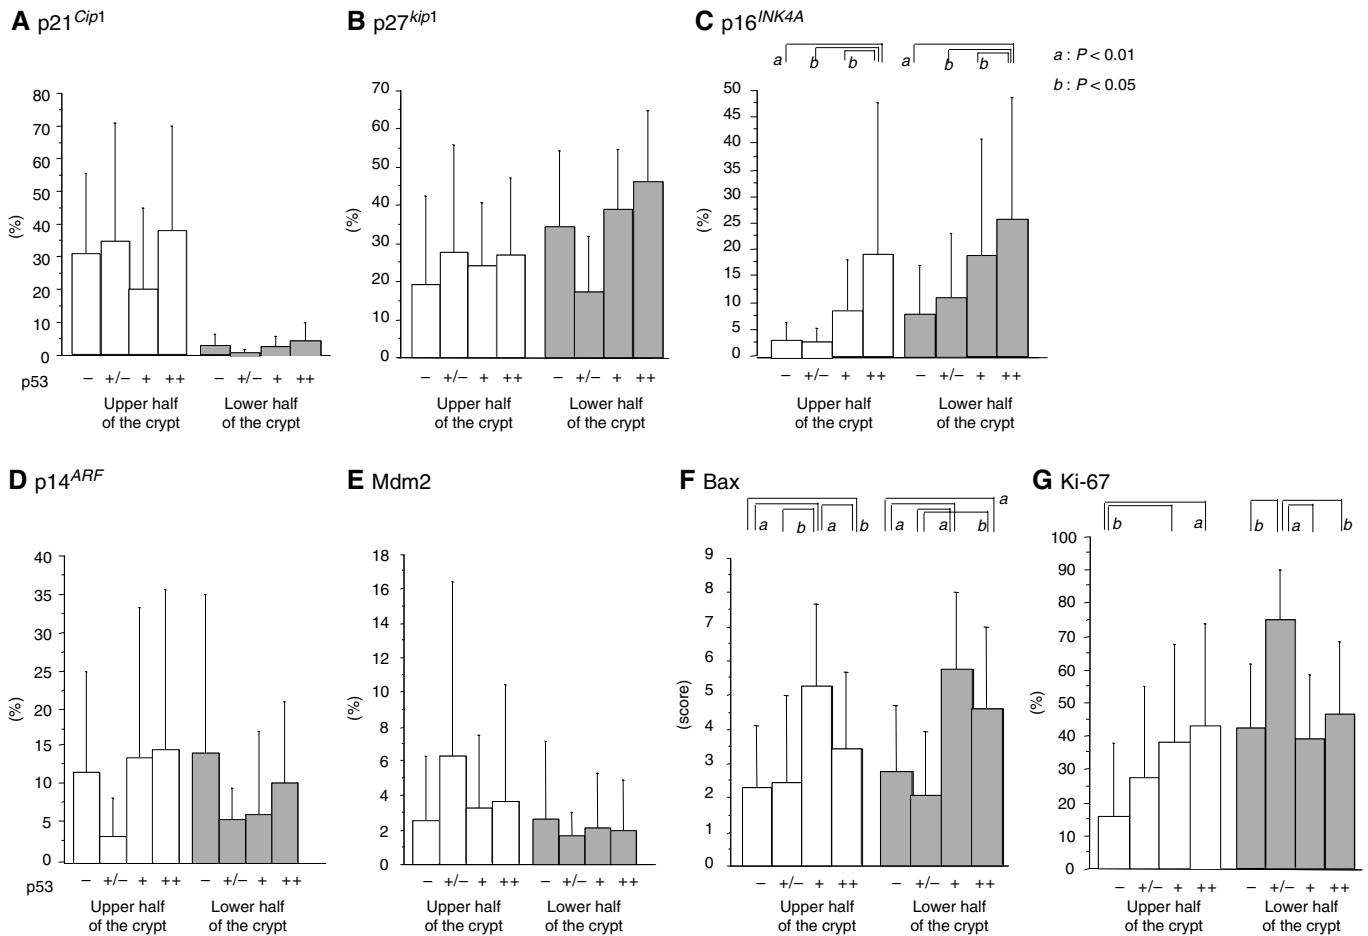 A p21Cip1
B p27kip1
C p16INK4A
a
b
b
a
b
b
a : P < 0.01
b : P < 0.05
(%)
80
70
60
50
40
30
20
10
0
(%)
70
60
50
40
30
20
10
0
(%)
50
45
40
35
30
25
20
15
10
5
0
p53
– +/– + ++ – +/– + ++
– +/– + ++ – +/– + ++
– +/– + ++ – +/– + ++
Upper half
of the crypt
Lower half
of the crypt
Upper half
of the crypt
Lower half
of the crypt
Upper half
of the crypt
Lower half
of the crypt
D p14ARF
E Mdm2
F Bax
G Ki-67
a
b
a
b
a
a
b
a
b
a
b
a
b
(%)
40
35
30
25
20
15
10
5
0
(%)
18
16
14
12
10
8
6
4
2
0
(score)
9
8
7
6
5
4
3
2
1
0
(%)
100
90
80
70
60
50
40
30
20
10
0
p53
– +/– + ++ – +/– + ++
– +/– + ++ – +/– + ++
– +/– + ++ – +/– + ++
– +/– + ++ – +/– + ++
Upper half
of the crypt
Lower half
of the crypt
Upper half
of the crypt
Lower half
of the crypt
Upper half
of the crypt
Lower half
of the crypt
Upper half
of the crypt
Lower half
of the crypt